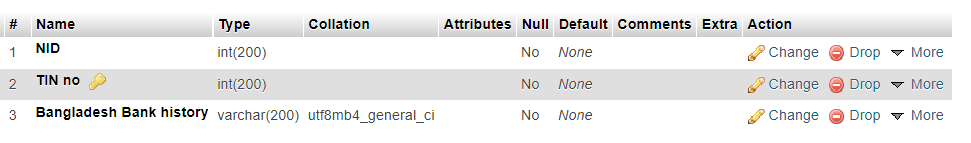 # Name Type Collation Attributes Null Default Comments Extra Action
1 NID int(200) No None Change Drop More
2 TIN no int(200) No None Change Drop More
3 Bangladesh Bank history varchar(200) utf8mb4_general_ci No None Change Drop More